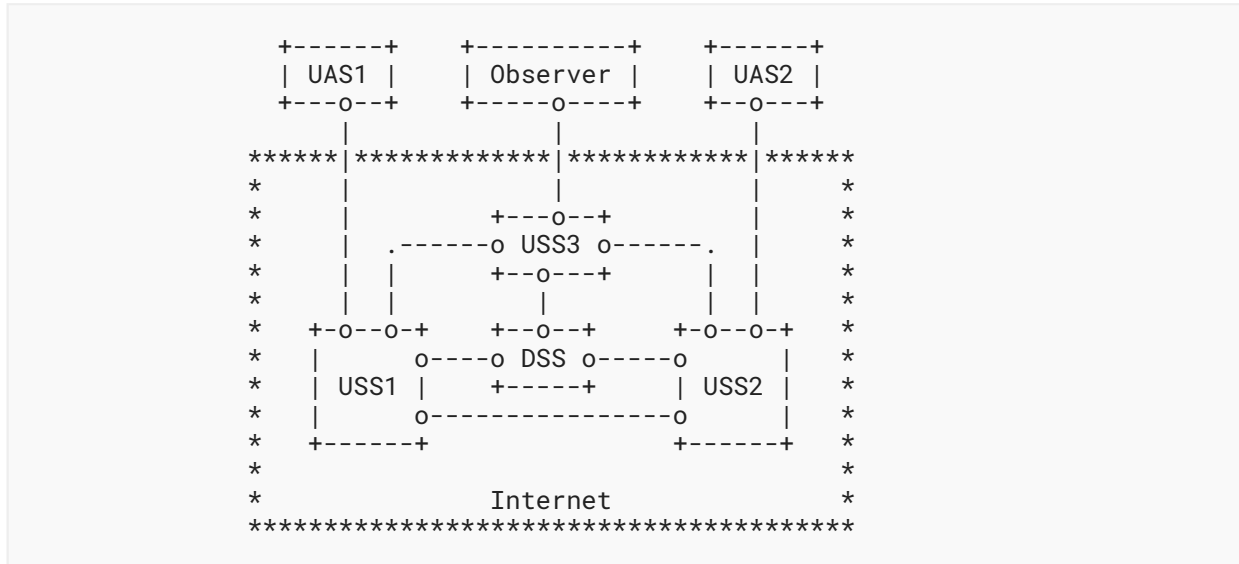 +------+    +----------+    +------+
                | UAS1 |    | Observer |    | UAS2 |
                +---o--+    +-----o----+    +--o---+
                    |             |            |
              ******|*************|************|******
              *     |             |            |     *
              *     |         +---o--+         |     *
              *     |  .------o USS3 o------.  |     *
              *     |  |      +--o---+      |  |     *
              *     |  |         |          |  |     *
              *   +-o--o-+    +--o--+     +-o--o-+   *
              *   |      o----o DSS o-----o      |   *
              *   | USS1 |    +-----+     | USS2 |   *
              *   |      o----------------o      |   *
              *   +------+                +------+   *
              *                                      *
              *               Internet               *
              ****************************************